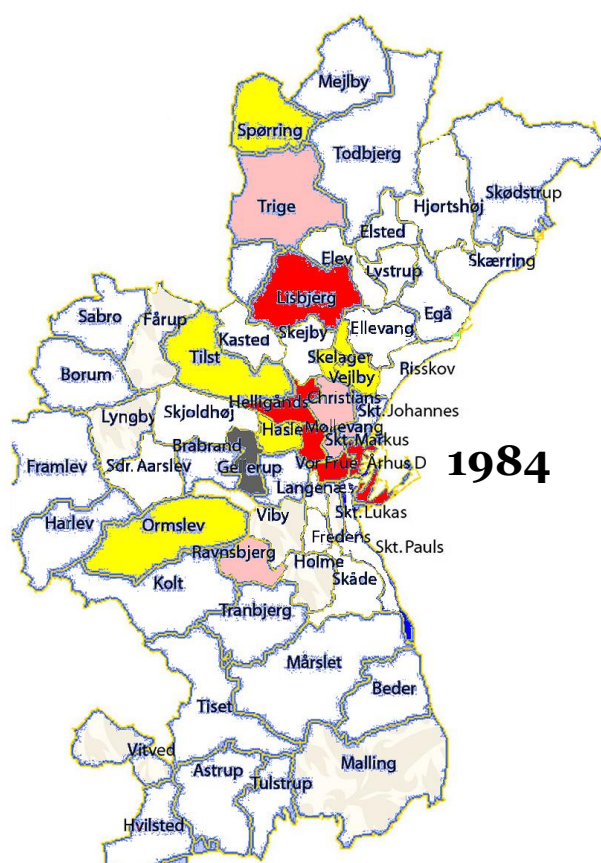 Mejlby
Spørring
Todbjerg
Skødstrup
Trige
Hjortshøj
Elsted
Elev
Lystrup
Skærring
Lisbjerg
Sabro
Fårup
Egå
Skejby
Ellevang
Kasted
Tilst
Skelager
Borum
Vejlby
Risskov
Helligånds
Christians
Lyngby
Skjoldhøj
Skt. Johannes
Hasle
Møllevang
Brabrand
Skt. Markus
Framlev
Sdr. Aarslev
Gellerup
Vor Frue
Århus D
1984
Langenæs
Harlev
Ormslev
Viby
Skt. Lukas
Fredens
Skt. Pauls
Ravnsbjerg
Holme
Kolt
Skåde
Tranbjerg
Mårslet
Beder
Tiset
Vitved
Malling
Astrup
Tulstrup
Hvilsted